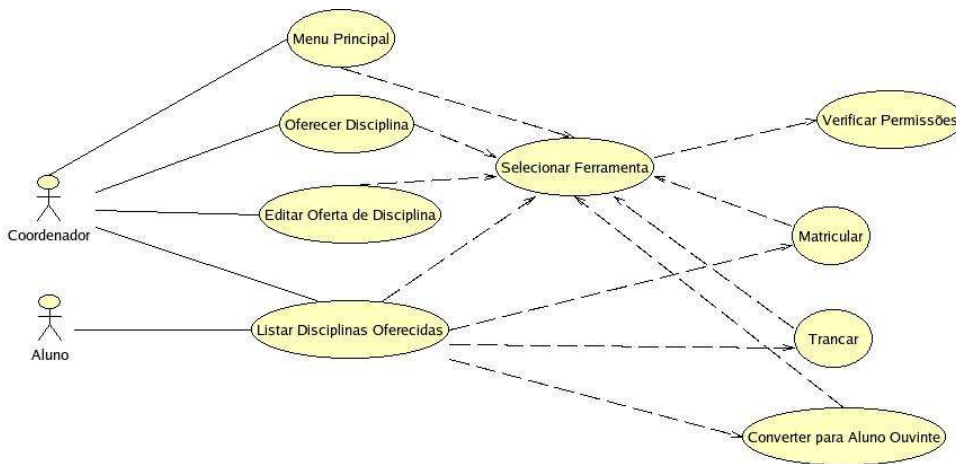 Menu Principal
Oferecer Disciplina
Verificar Permissões
Selecionar Ferramenta
Editar Oferta de Disciplina
Coordenador
Matricular
Listar Disciplinas Oferecidas
Trancar
Aluno
Converter para Aluno Ouvinte